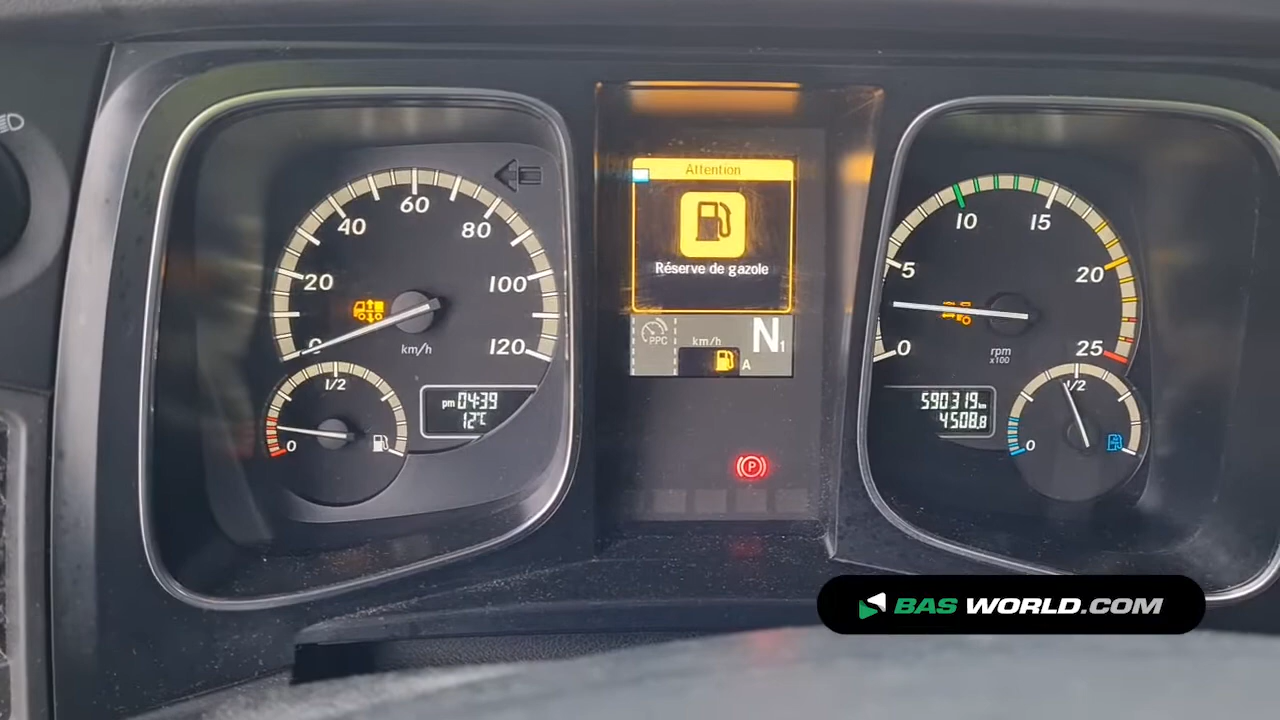 20
40
60
80
100
120
0
km/h
1/2
0
pm 04:39
12°C
Attention
Réserve de gazole
PPC
km/h
N1
A
P
0
5
10
15
20
25
rpm
x100
590319km
4508.8
1/2
0
BAS WORLD.COM